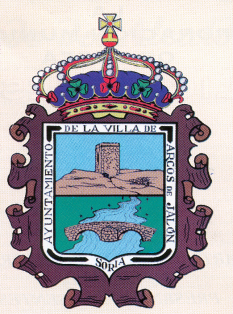 AYUNTAMIENTO
DE LA VILLA DE
ARCOS DE JALÓN
SORIA